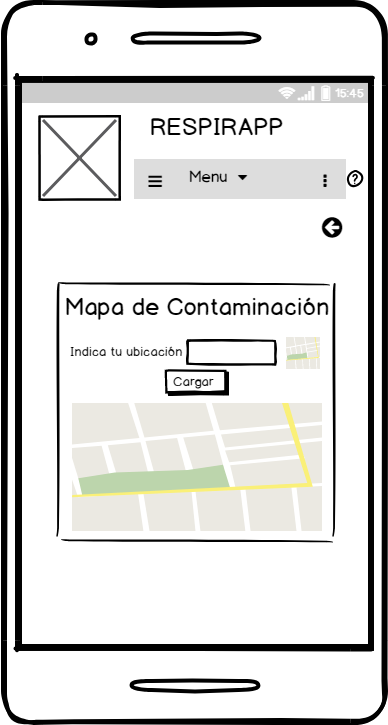 15:45
RESPIRAPP
Menu
?
Mapa de Contaminación
Indica tu ubicación
Cargar